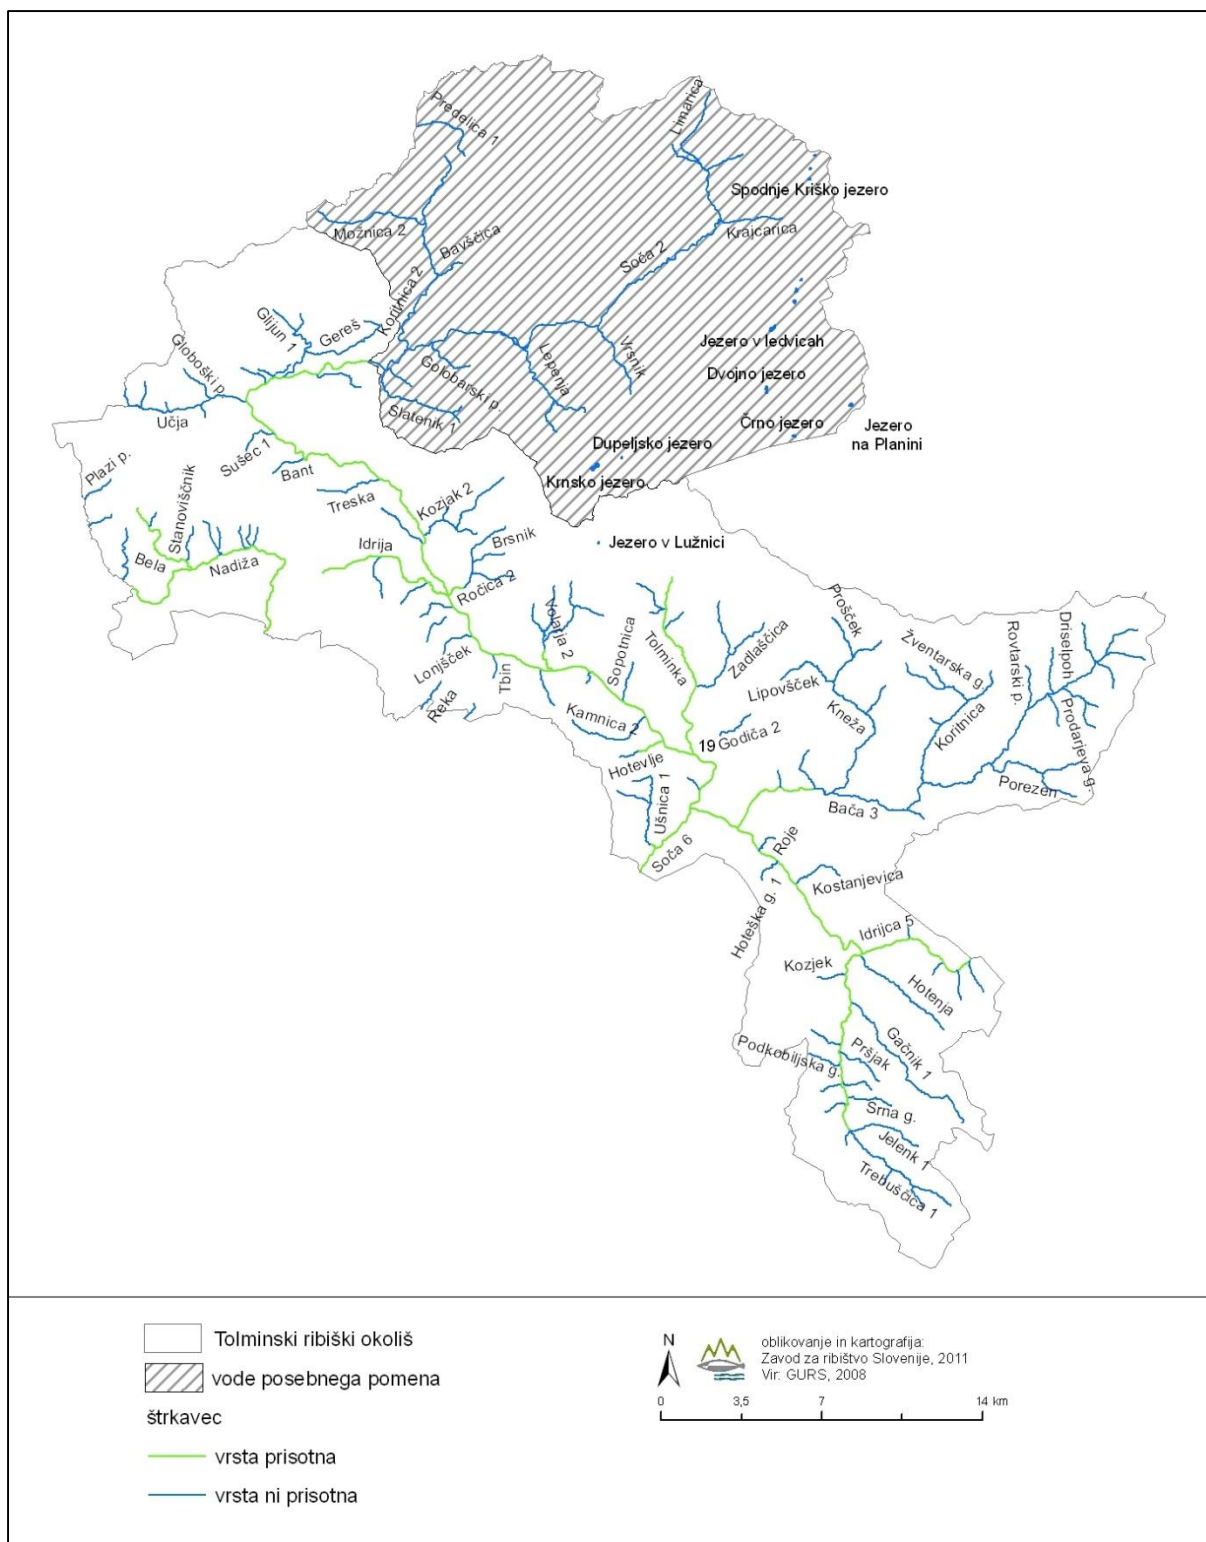 Predelica 1
Limarica
Spodnje Kriško jezero
Možnica 2
Bavščica
Krajcarica
Soča 2
Koritnica 2
Glijun 1
Gereš
Globoški p.
Jezero v ledvicah
Vrsnik
Lepenja
Golobarski p.
Dvojno jezero
Učja
Slatenik 1
Črno jezero
Jezero
na Planini
Sušec 1
Dupeljsko jezero
Plazi p.
Bant
Krnsko jezero
Treska
Stanoviščnik
Kozjak 2
Idrija
Brsnik
Jezero v Lužnici
Bela
Nadiža
Ročica 2
Volarja 2
Prošček
Rovtarski p.
Driselpoh
Sopotnica
Tolminka
Zadlaščica
Žventarska g.
Lonjšček
Tbin
Lipovšček
Reka
Kneža
Koritnica
Prodarjeva g.
Kamnica 2
19
Godiča 2
Hotevlje
Porezen
Ušnica 1
Bača 3
Soča 6
Roje
Kostanjevica
Hoteška g. 1
Idrijca 5
Kozjek
Hotenja
Gačnik 1
Podkobiljska g.
Pršjak
Srna g.
Jelenk 1
Trebuščica 1
Tolminski ribiški okoliš
vode posebnega pomena
štrkavec
vrsta prisotna
vrsta ni prisotna
N
oblikovanje in kartografija:
Zavod za ribištvo Slovenije, 2011
Vir: GURS, 2008
0 3,5 7 14 km